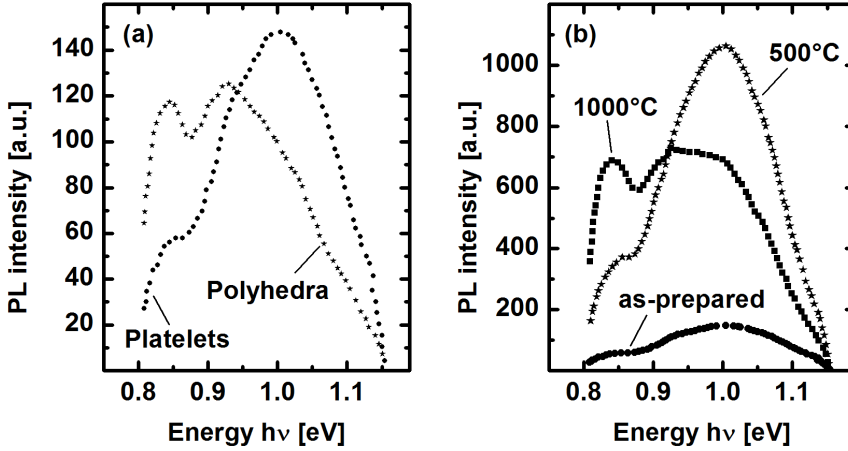 (a)
PL intensity [a.u.]
140
120
100
80
60
40
20
Polyhedra
Platelets
0.8 0.9 1.0 1.1
Energy hν [eV]
(b)
PL intensity [a.u.]
1000
800
600
400
200
500°C
1000°C
as-prepared
0.8 0.9 1.0 1.1
Energy hν [eV]